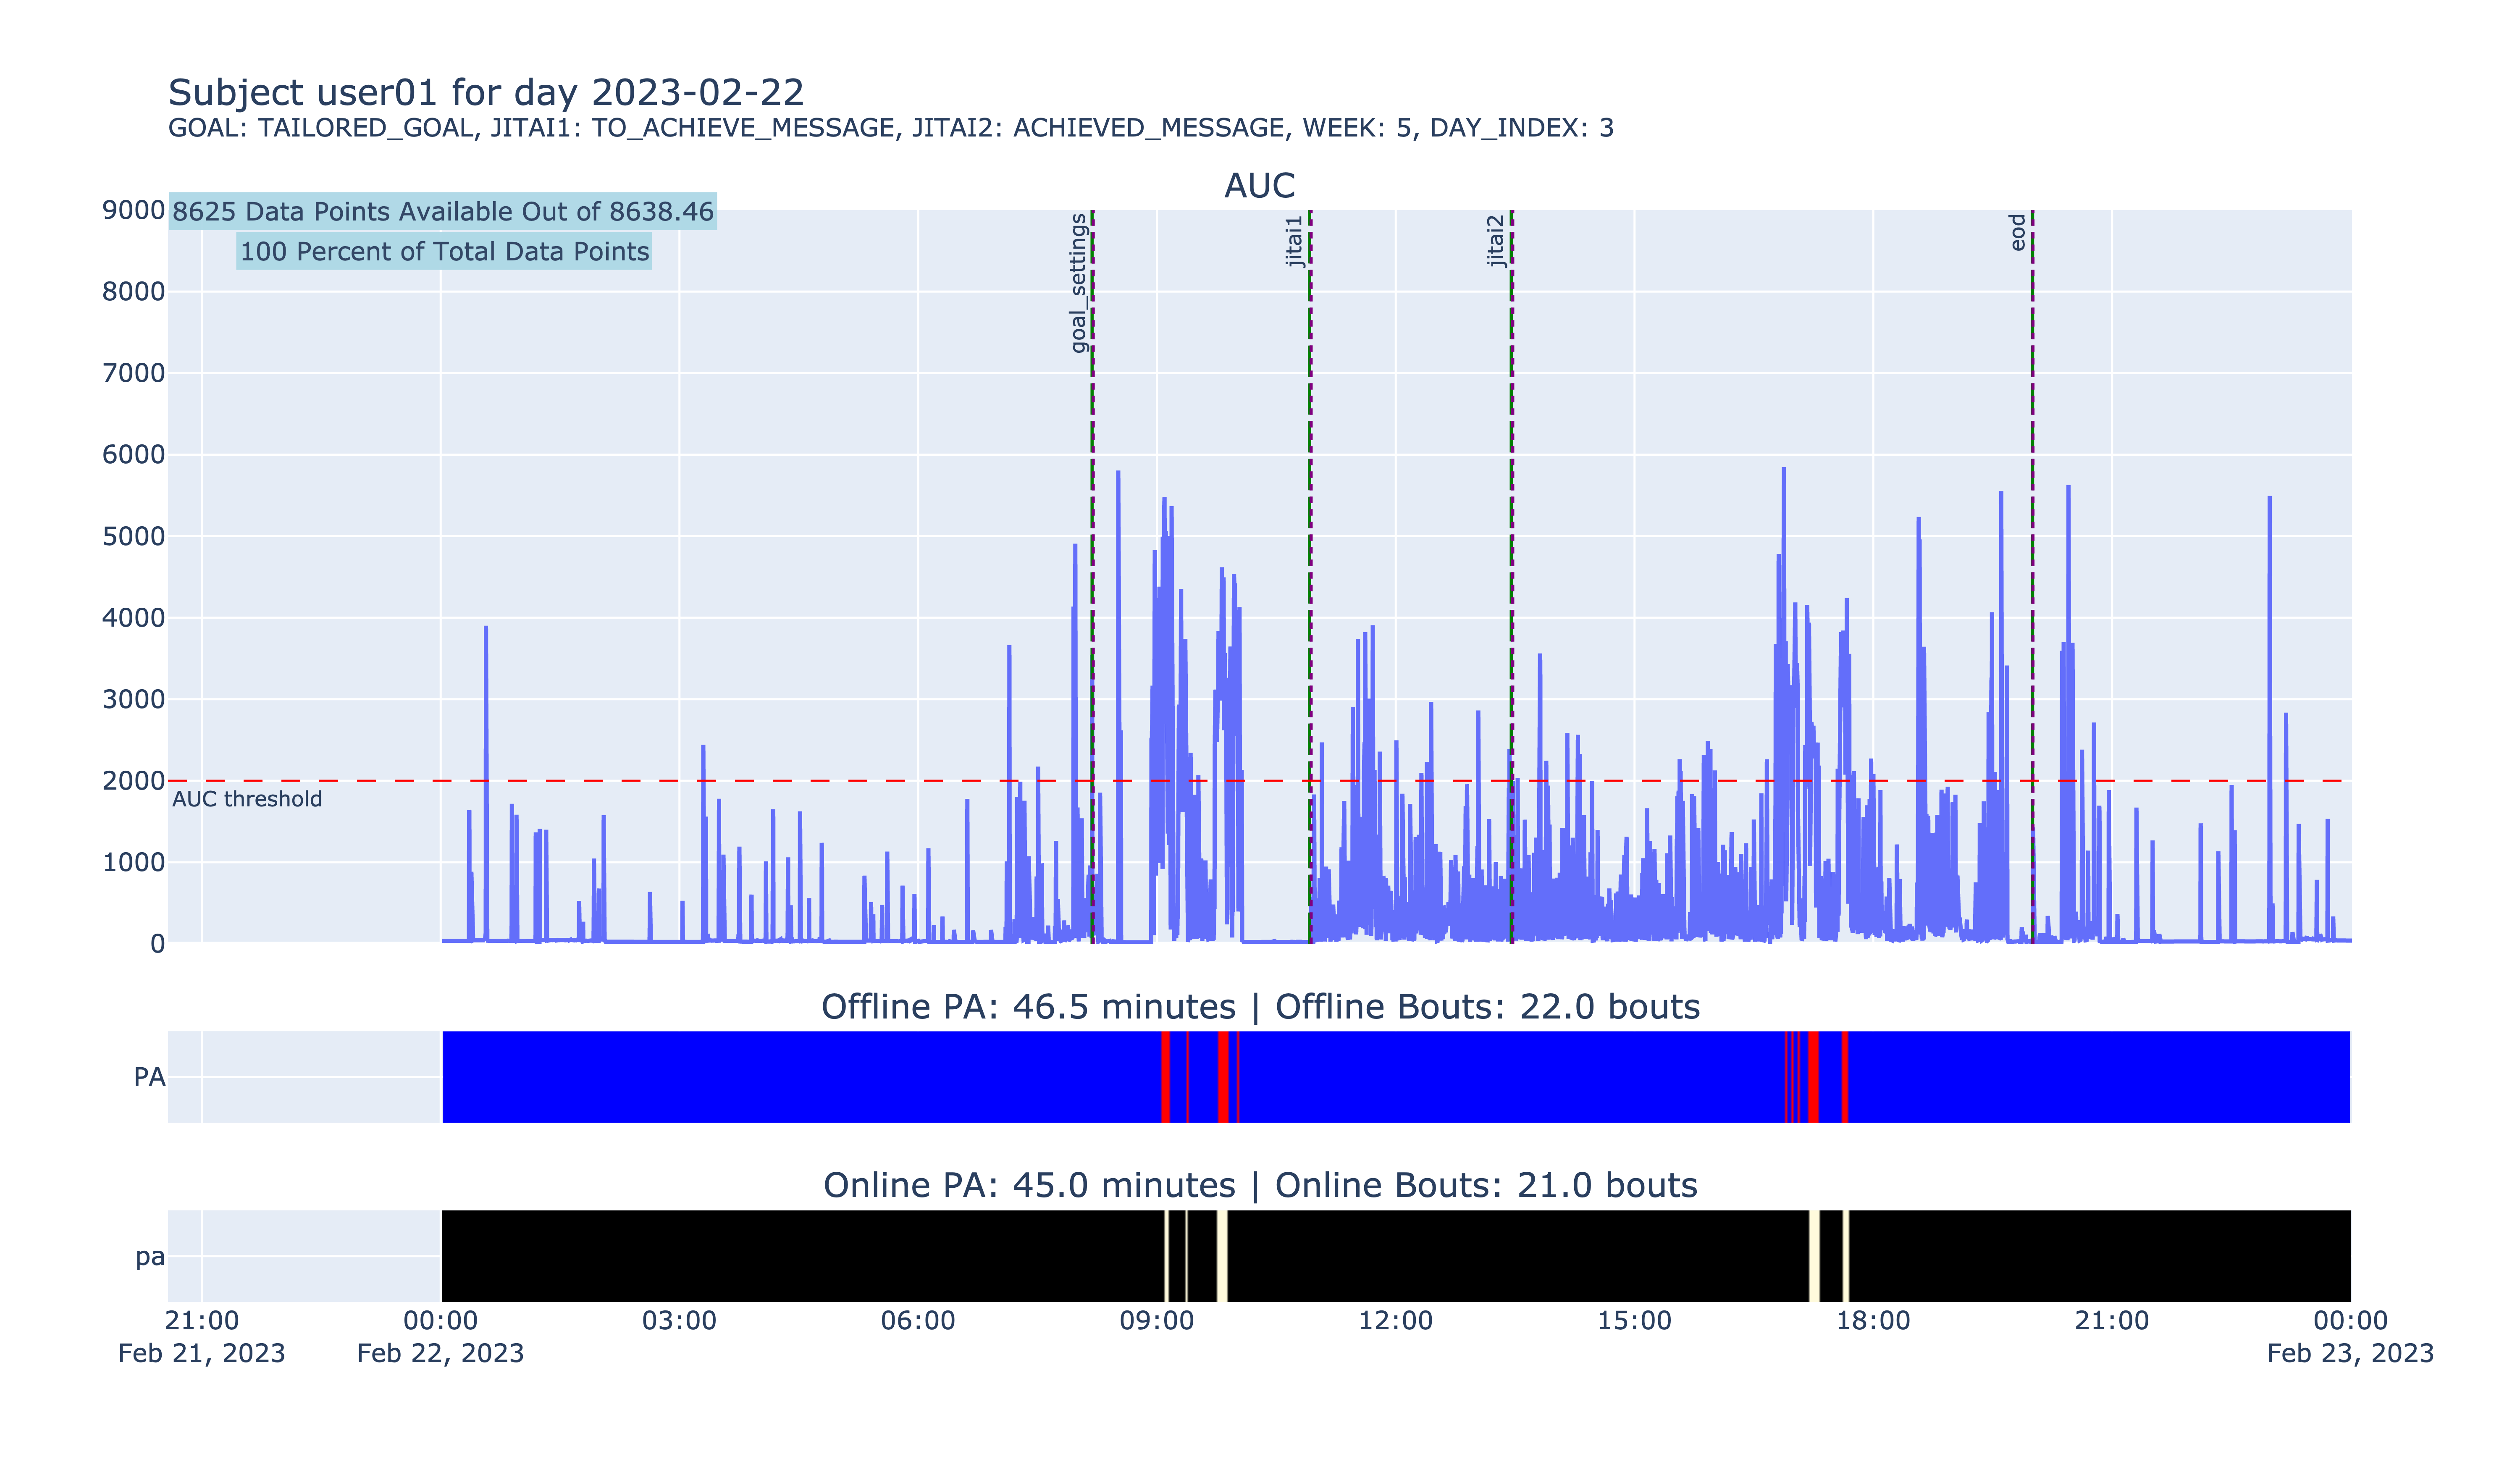 Subject user01 for day 2023-02-22
GOAL: TAILORED_GOAL, JITAI1: TO_ACHIEVE_MESSAGE, JITAI2: ACHIEVED_MESSAGE, WEEK: 5, DAY_INDEX: 3
AUC
8625 Data Points Available Out of 8638.46
100 Percent of Total Data Points
goal_settings
jitai1
jitai2
eod
9000
8000
7000
6000
5000
4000
3000
2000
AUC threshold
1000
0
Offline PA: 46.5 minutes | Offline Bouts: 22.0 bouts
PA
Online PA: 45.0 minutes | Online Bouts: 21.0 bouts
pa
21:00 00:00 03:00 06:00 09:00 12:00 15:00 18:00 21:00 00:00
Feb 21, 2023 Feb 22, 2023 Feb 23, 2023